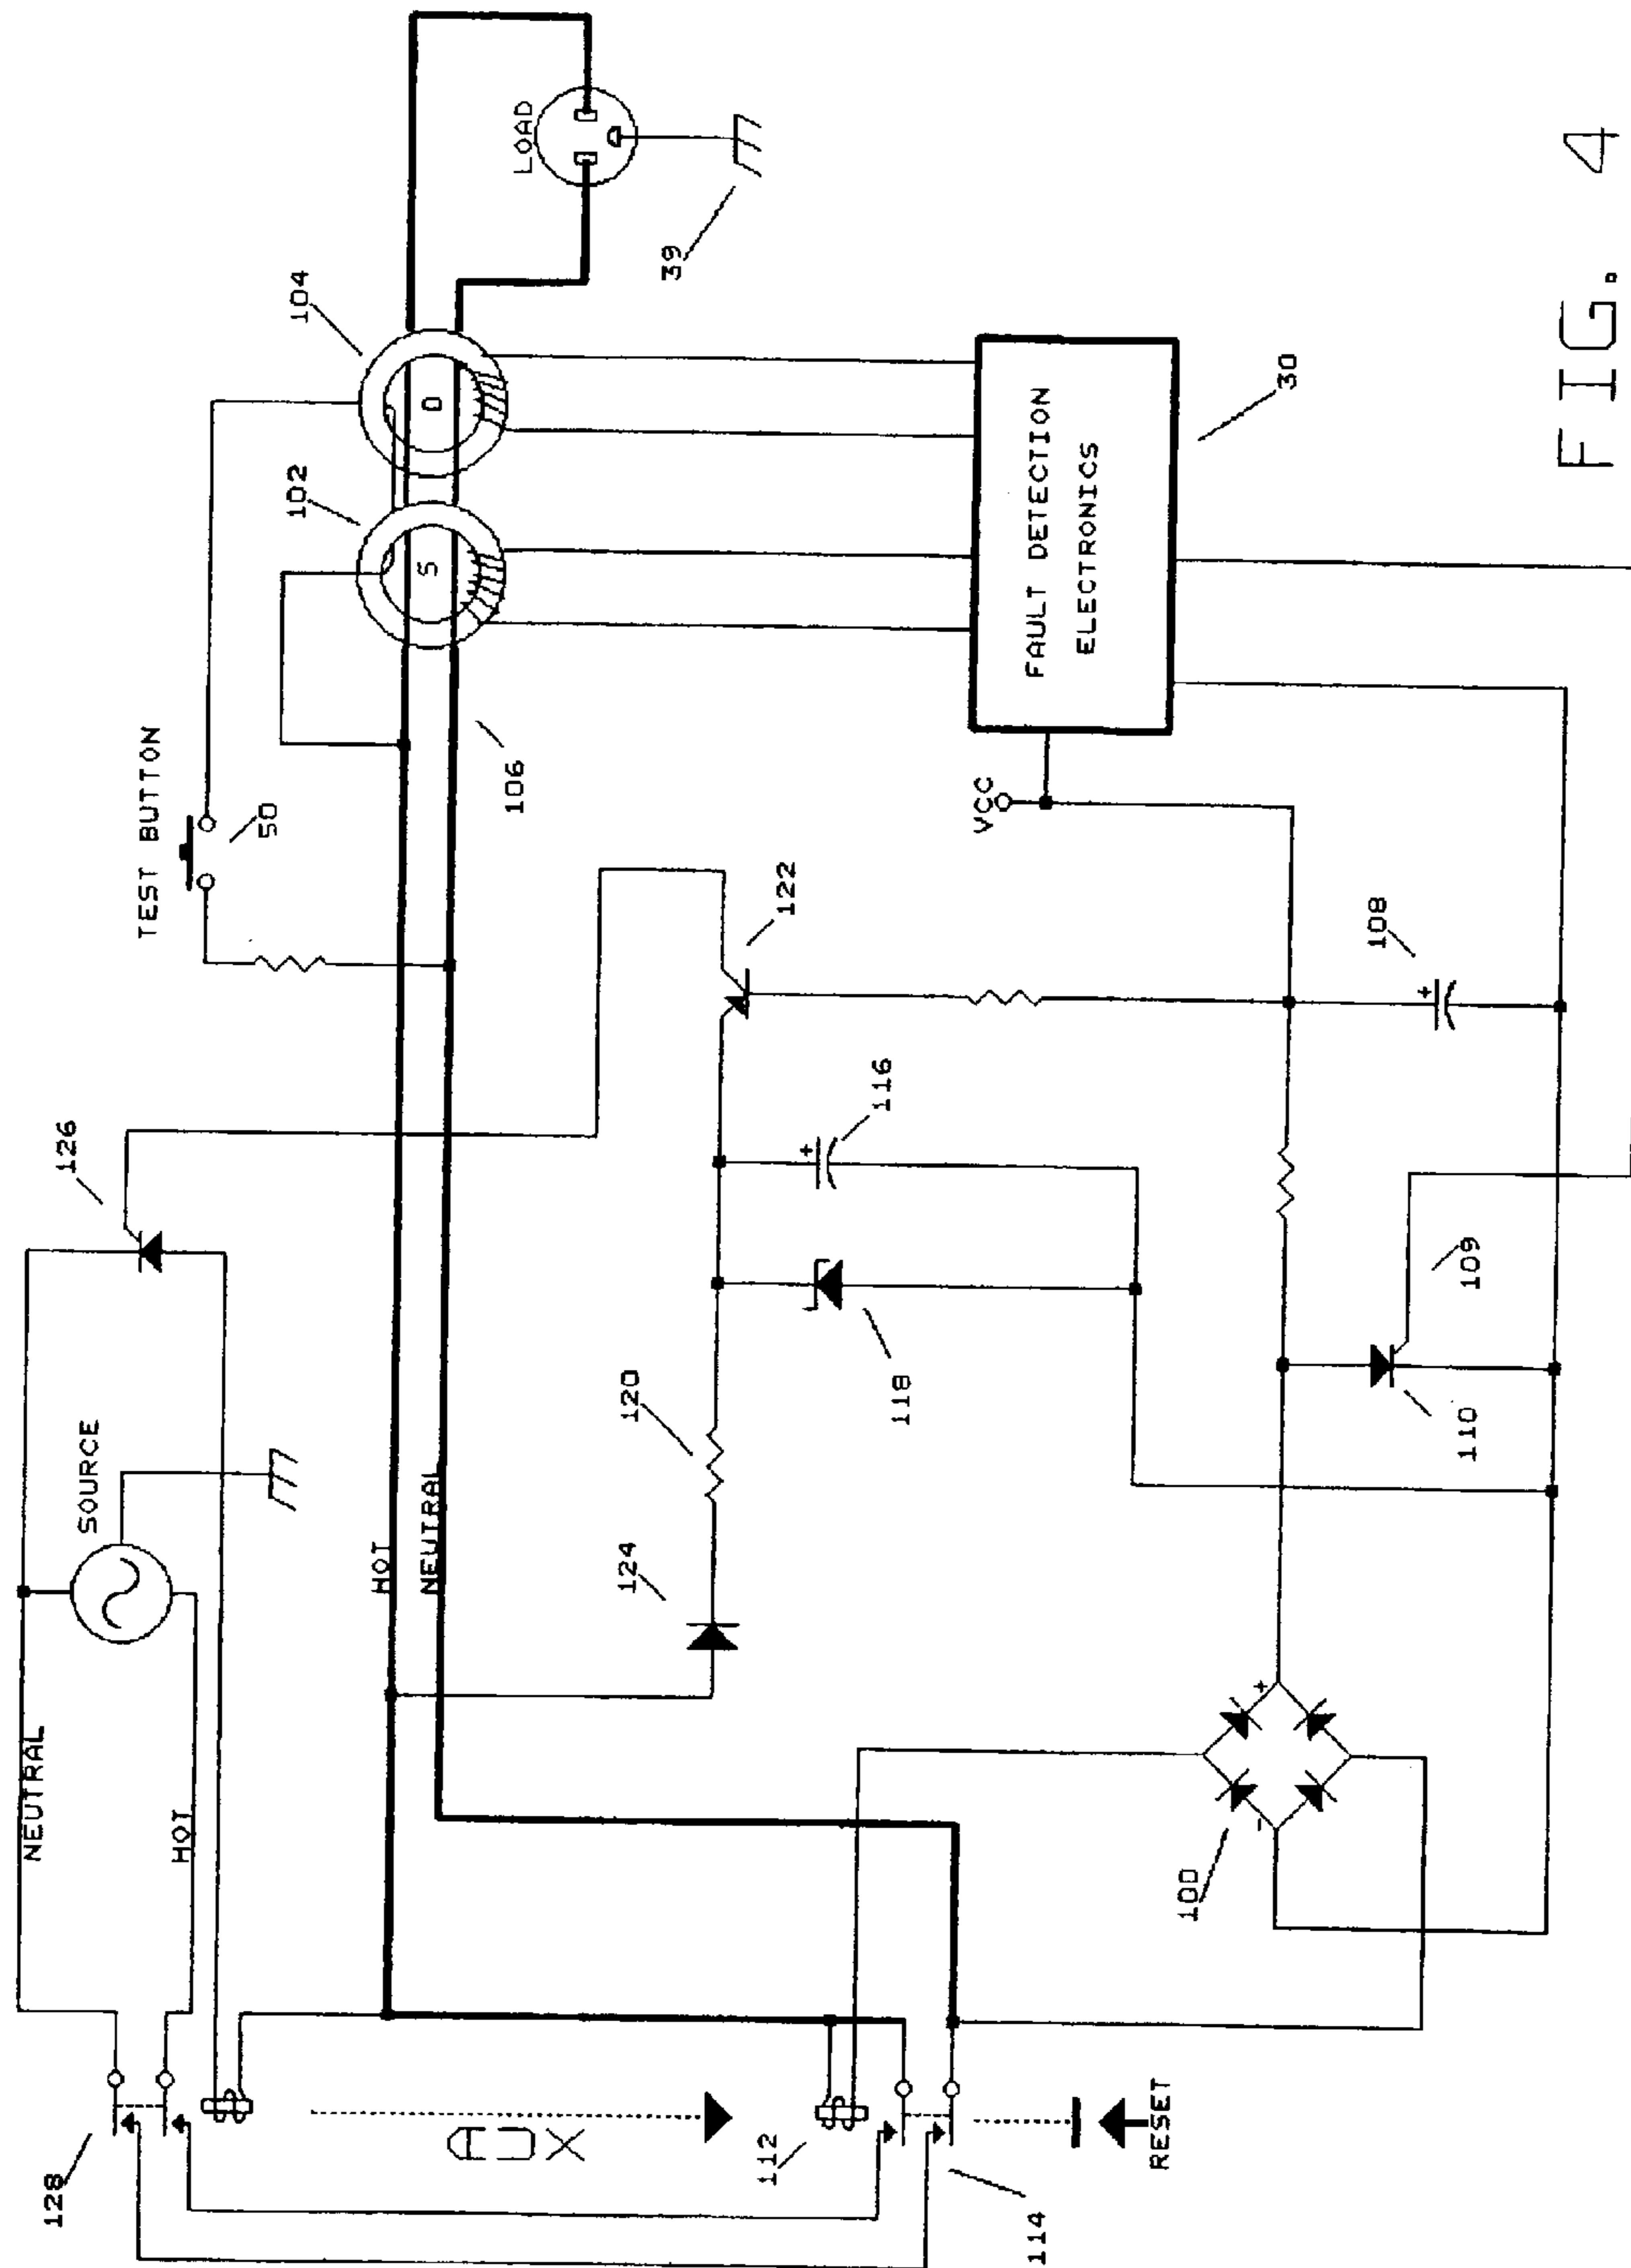 128
NEUTRAL
HOT
SOURCE
126
TEST BUTTON
50
102
104
S
D
LOAD
39
HOT
NEUTRAL
106
AUX
124
120
118
116
122
112
114
RESET
100
+
-
110
109
+
+
108
VCC
FAULT DETECTION
ELECTRONICS
30
FIG. 4